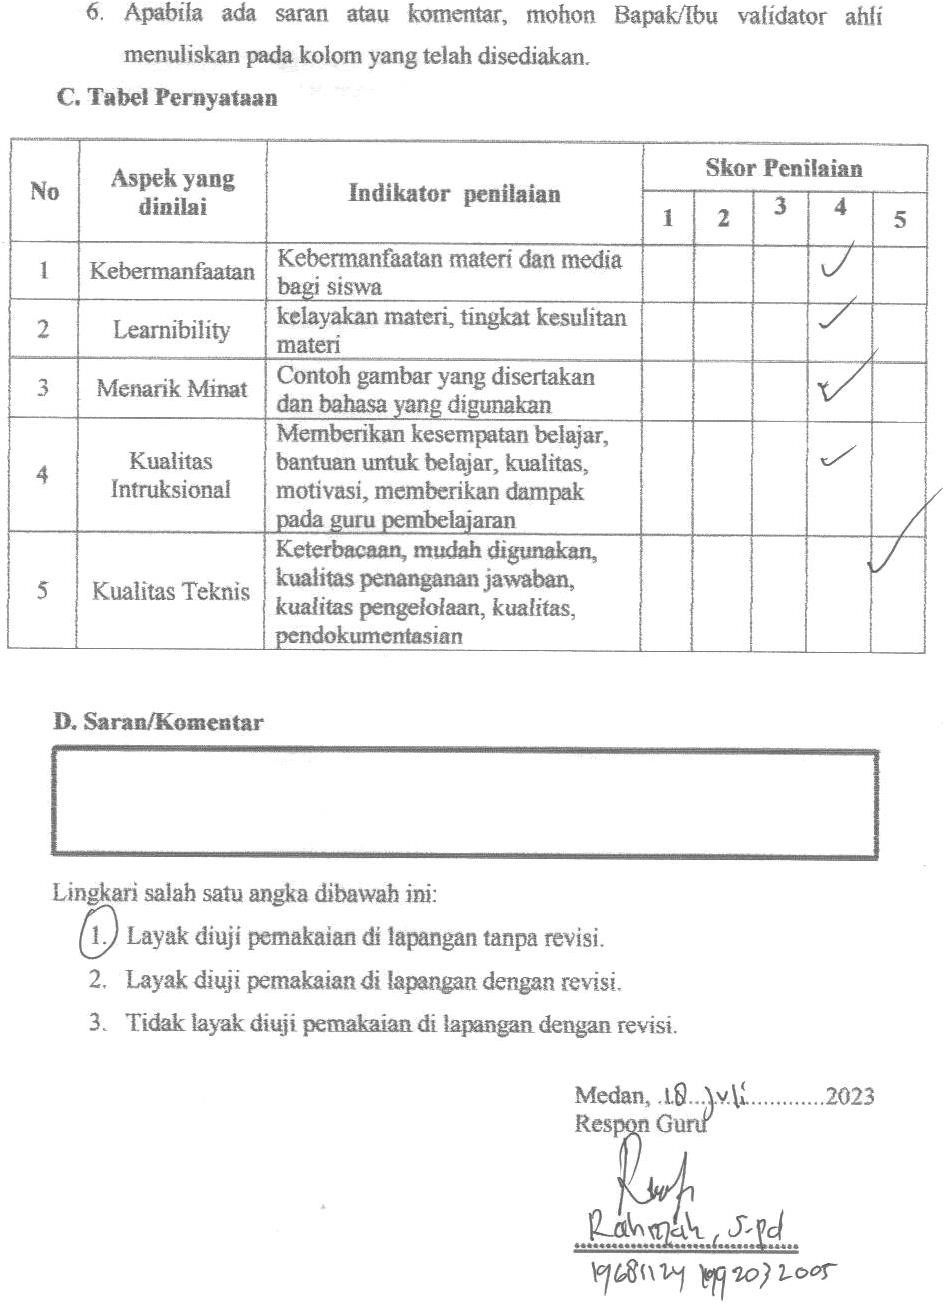 6. Apabila ada saran atau komentar, mohon Bapak/Ibu validator ahli
menuliskan pada kolom yang telah disediakan.
C. Tabel Pernyataan
No
Aspek yang
dinilai
Indikator penilaian
Skor Penilaian
1 2 3 4 5
1 Kebermanfaatan
Kebermanfaatan materi dan media
bagi siswa
✓
2 Learnibility
kelayakan materi, tingkat kesulitan
materi
✓
3 Menarik Minat
Contoh gambar yang disertakan
dan bahasa yang digunakan
✓
4 Kualitas
Intruksional
Memberikan kesempatan belajar,
bantuan untuk belajar, kualitas,
motivasi, memberikan dampak
pada guru pembelajaran
✓
5 Kualitas Teknis
Keterbacaan, mudah digunakan,
kualitas penanganan jawaban,
kualitas pengelolaan, kualitas,
pendokumentasian
✓
D. Saran/Komentar
Lingkari salah satu angka dibawah ini:
1. Layak diuji pemakaian di lapangan tanpa revisi.
2. Layak diuji pemakaian di lapangan dengan revisi.
3. Tidak layak diuji pemakaian di lapangan dengan revisi.
Medan, 18 Juli 2023
Respon Guru
Rahmah, S.pd
19681124